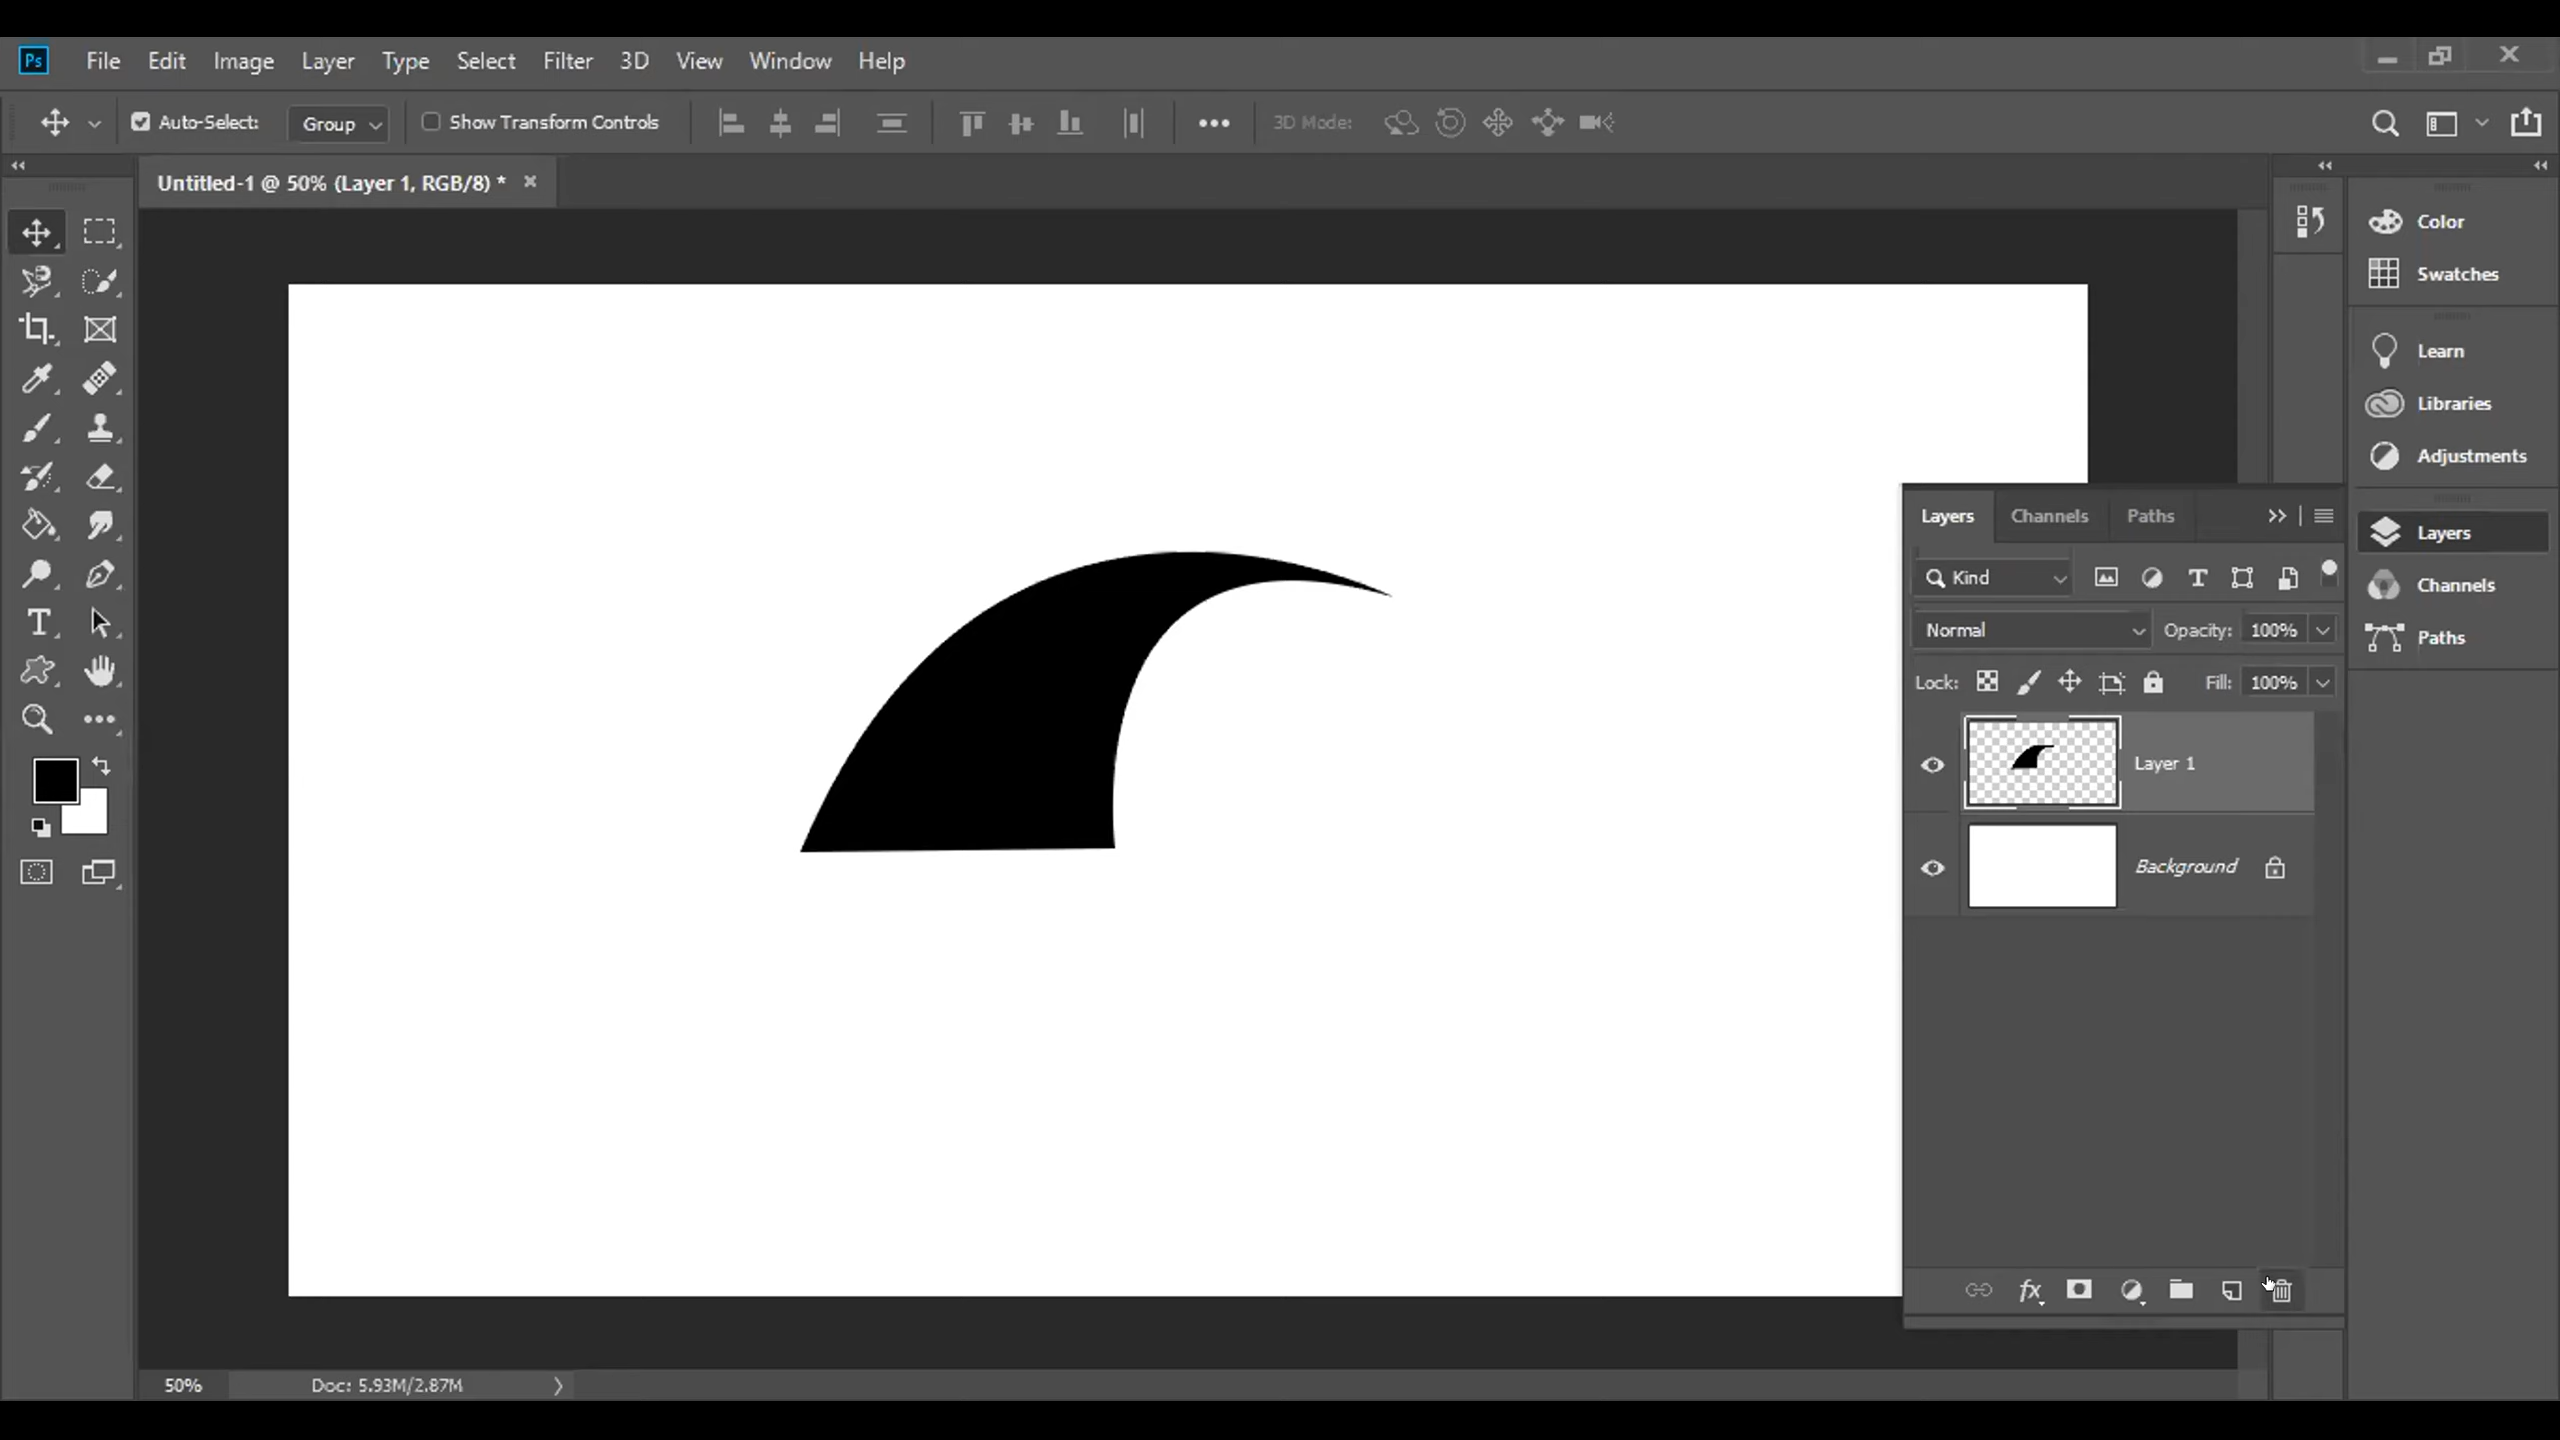 Ps File Edit Image Layer Type Select Filter 3D View Window Help
Auto-Select: Group Show Transform Controls 3D Mode:
Untitled-1 @ 50% (Layer 1, RGB/8) *
Color
Swatches
Learn
Libraries
Adjustments
Layers
Channels
Paths
Layers Channels Paths
Kind
Normal Opacity: 100%
Lock: Fill: 100%
Layer 1
Background
fx
50% Doc: 5.93M/2.87M